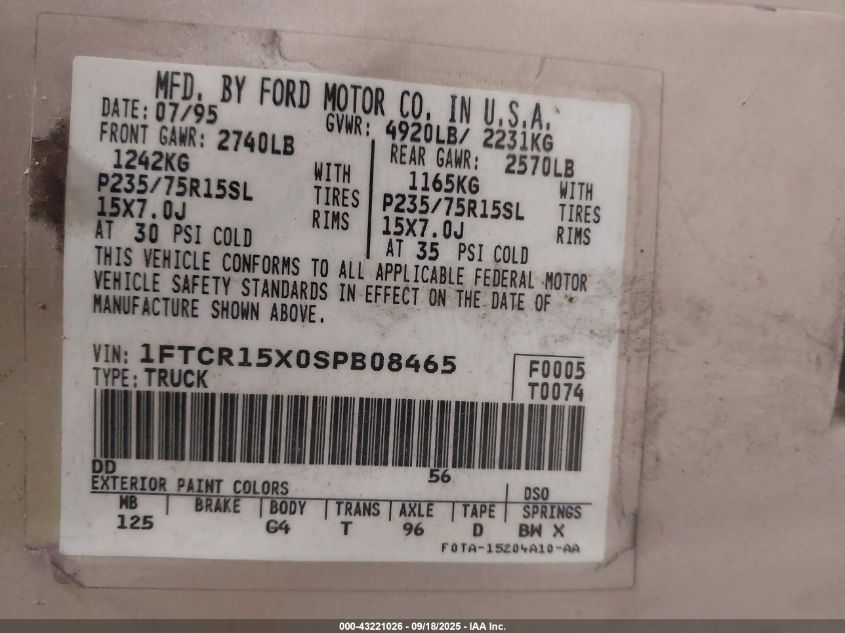 MFD. BY FORD MOTOR CO. IN U.S.A.
DATE: 07/95 GVWR: 4920LB/ 2231KG
FRONT GAWR: 2740LB REAR GAWR: 2570LB
1242KG WITH 1165KG WITH
P235/75R15SL TIRES P235/75R15SL TIRES
15X7.0J RIMS 15X7.0J RIMS
AT 30 PSI COLD AT 35 PSI COLD
THIS VEHICLE CONFORMS TO ALL APPLICABLE FEDERAL MOTOR
VEHICLE SAFETY STANDARDS IN EFFECT ON THE DATE OF
MANUFACTURE SHOWN ABOVE.
VIN: 1FTCR15X0SPB08465 F0005
TYPE: TRUCK T0074
DD 56
EXTERIOR PAINT COLORS DSO
MB BRAKE BODY TRANS AXLE TAPE SPRINGS
125 G4 T 96 D BW X
F0TA-15204A10-AA
000-43221026 - 09/18/2025 - IAA Inc.